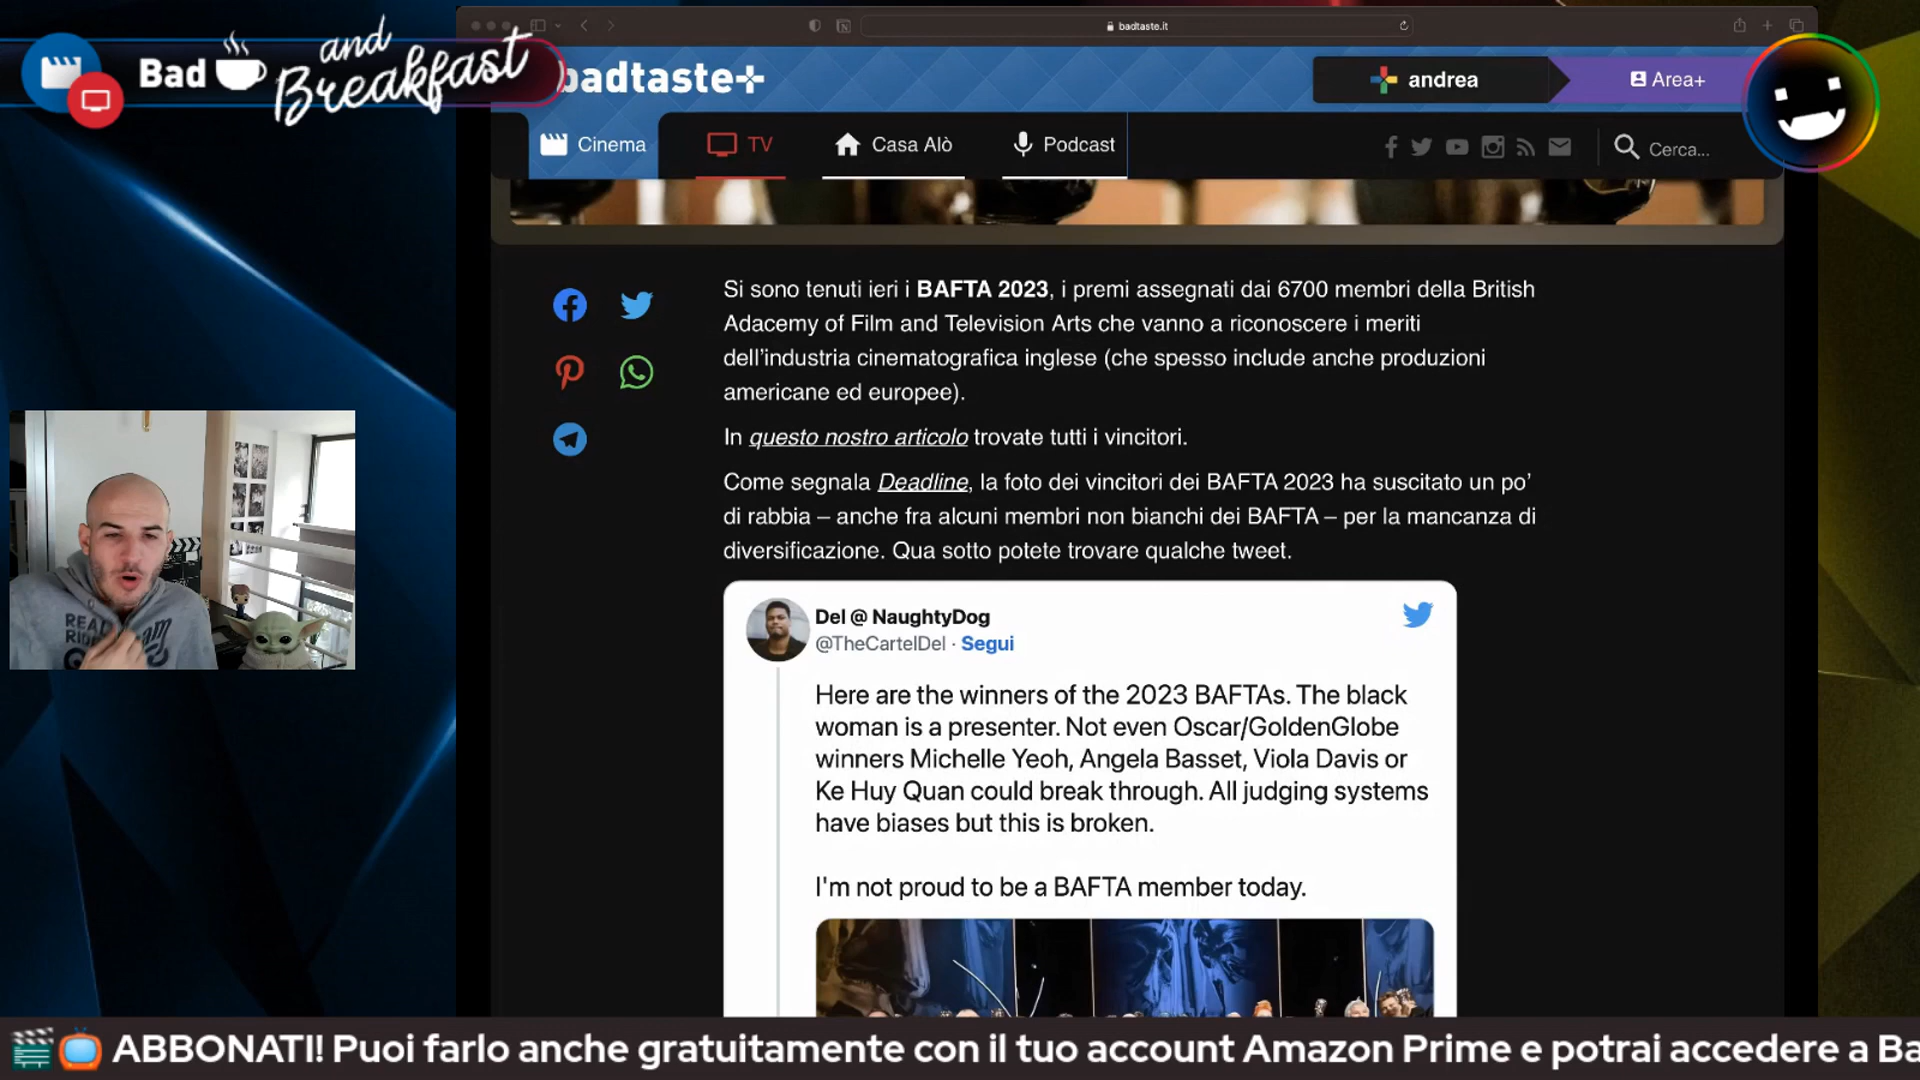 badtaste.it
Bad and Breakfast
badtaste+
andrea
Area+
Cinema
TV
Casa Alò
Podcast
Cerca...
Si sono tenuti ieri i BAFTA 2023, i premi assegnati dai 6700 membri della British
Adacemy of Film and Television Arts che vanno a riconoscere i meriti
dell'industria cinematografica inglese (che spesso include anche produzioni
americane ed europee).
In questo nostro articolo trovate tutti i vincitori.
Come segnala Deadline, la foto dei vincitori dei BAFTA 2023 ha suscitato un po'
di rabbia – anche fra alcuni membri non bianchi dei BAFTA – per la mancanza di
diversificazione. Qua sotto potete trovare qualche tweet.
Del @ NaughtyDog
@TheCartelDel · Segui
Here are the winners of the 2023 BAFTAs. The black
woman is a presenter. Not even Oscar/GoldenGlobe
winners Michelle Yeoh, Angela Basset, Viola Davis or
Ke Huy Quan could break through. All judging systems
have biases but this is broken.
I'm not proud to be a BAFTA member today.
ABBONATI! Puoi farlo anche gratuitamente con il tuo account Amazon Prime e potrai accedere a Ba